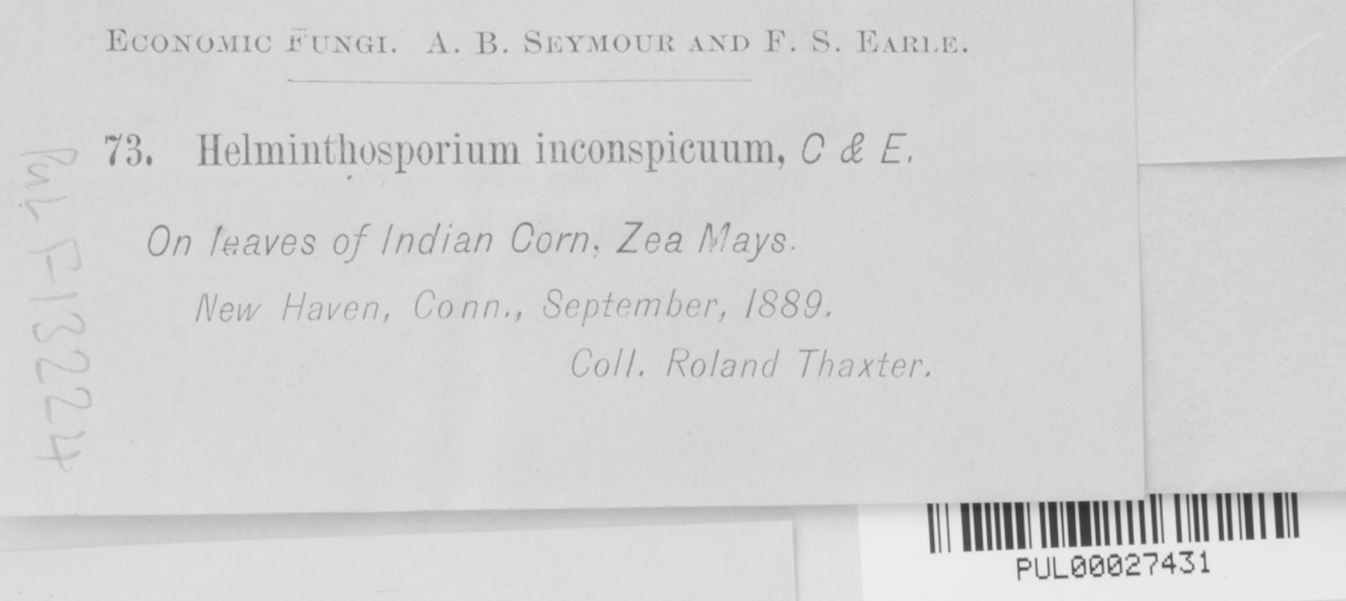 ECONOMIC FUNGI. A. B. SEYMOUR AND F. S. EARLE.
73. Helminthosporium inconspicuum, C & E.
On leaves of Indian Corn, Zea Mays.
New Haven, Conn., September, 1889.
Coll. Roland Thaxter.
PUL F-13224
PUL00027431